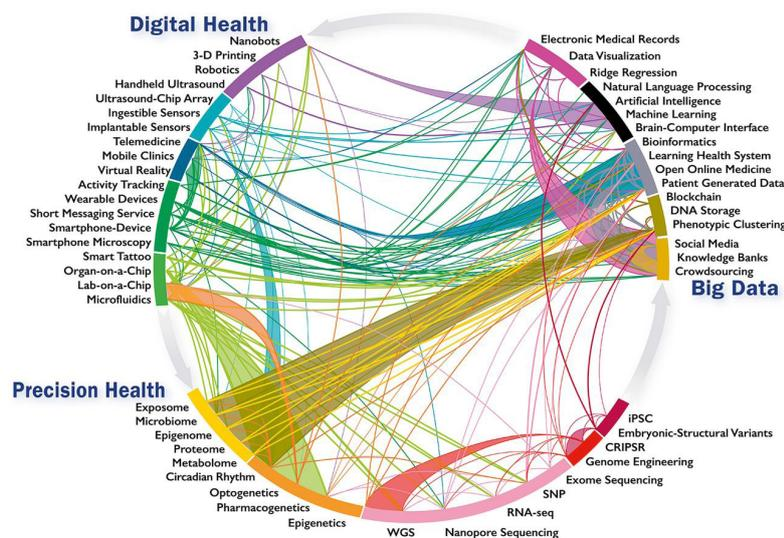 Digital Health
Nanobots
3-D Printing
Robotics
Handheld Ultrasound
Ultrasound-Chip Array
Ingestible Sensors
Implantable Sensors
Telemedicine
Mobile Clinics
Virtual Reality
Activity Tracking
Wearable Devices
Short Messaging Service
Smartphone-Device
Smartphone Microscopy
Smart Tattoo
Organ-on-a-Chip
Lab-on-a-Chip
Microfluidics
Electronic Medical Records
Data Visualization
Ridge Regression
Natural Language Processing
Artificial Intelligence
Machine Learning
Brain-Computer Interface
Bioinformatics
Learning Health System
Open Online Medicine
Patient Generated Data
Blockchain
DNA Storage
Phenotypic Clustering
Social Media
Knowledge Banks
Crowdsourcing
Big Data
Precision Health
Exposome
Microbiome
Epigenome
Proteome
Metabolome
Circadian Rhythm
Optogenetics
Pharmacogenetics
Epigenetics
WGS
Nanopore Sequencing
RNA-seq
SNP
Exome Sequencing
Genome Engineering
CRIPSR
Embryonic-Structural Variants
iPSC